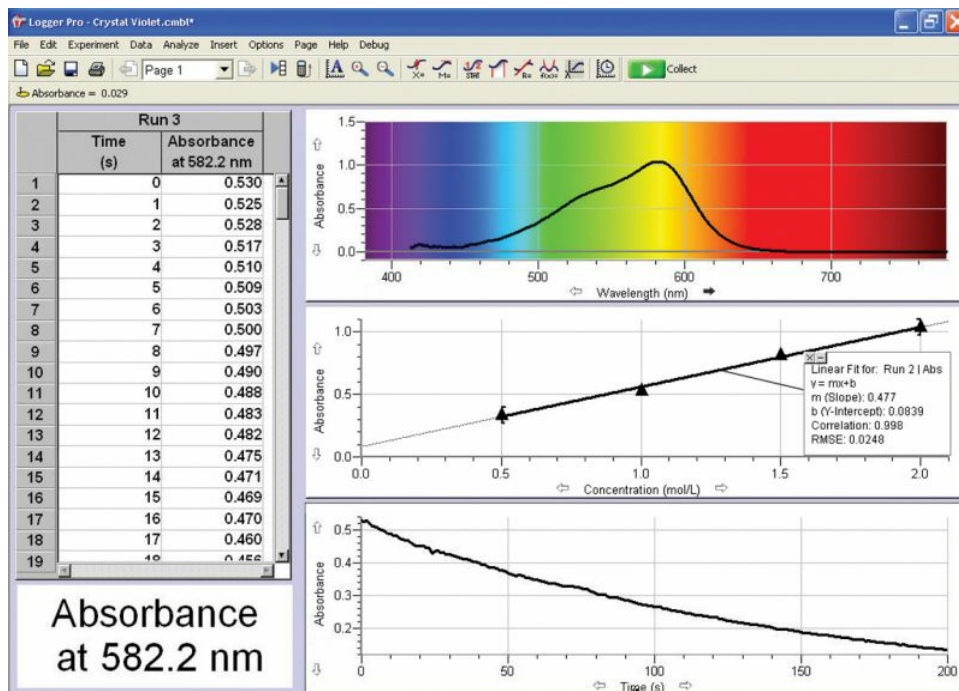 Logger Pro - Crystal Violet.cmbl*
File Edit Experiment Data Analyze Insert Options Page Help Debug
Page 1
Collect
Absorbance = 0.029
Run 3
Time (s) Absorbance at 582.2 nm
1 0 0.530
2 1 0.525
3 2 0.528
4 3 0.517
5 4 0.510
6 5 0.509
7 6 0.503
8 7 0.500
9 8 0.497
10 9 0.490
11 10 0.488
12 11 0.483
13 12 0.482
14 13 0.475
15 14 0.471
16 15 0.469
17 16 0.470
18 17 0.460
19 18 0.456
Absorbance
at 582.2 nm
Absorbance
1.5
1.0
0.5
0.0
400 500 600 700
Wavelength (nm)
Absorbance
1.0
0.5
0.0
0.0 0.5 1.0 1.5 2.0
Concentration (mol/L)
Linear Fit for: Run 2 | Abs
y = mx+b
m (Slope): 0.477
b (Y-Intercept): 0.0839
Correlation: 0.998
RMSE: 0.0248
Absorbance
0.5
0.4
0.3
0.2
0 50 100 150 200
Time (s)